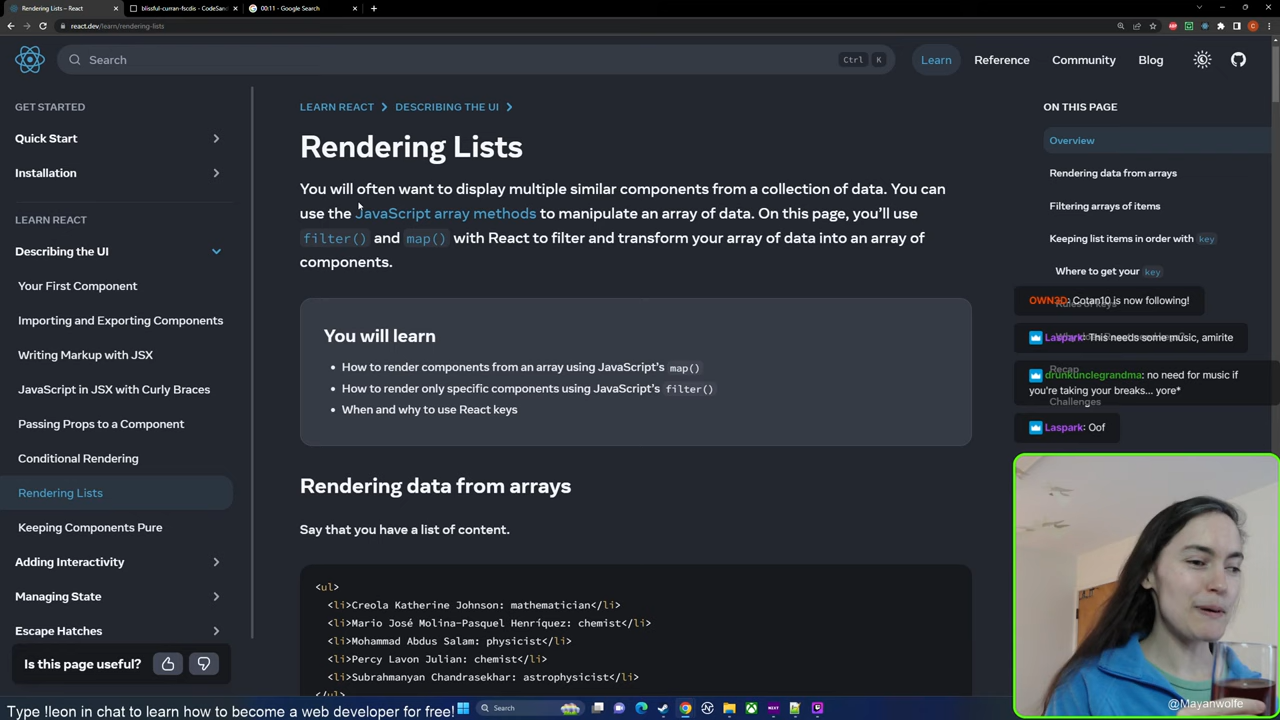 Rendering Lists – React
blissful-curran-fscdis - CodeSan
00:11 - Google Search
react.dev/learn/rendering-lists
Search
Ctrl K
Learn
Reference
Community
Blog
GET STARTED
Quick Start
Installation
LEARN REACT
Describing the UI
Your First Component
Importing and Exporting Components
Writing Markup with JSX
JavaScript in JSX with Curly Braces
Passing Props to a Component
Conditional Rendering
Rendering Lists
Keeping Components Pure
Adding Interactivity
Managing State
Escape Hatches
Is this page useful?
LEARN REACT
DESCRIBING THE UI
Rendering Lists
You will often want to display multiple similar components from a collection of data. You can
use the JavaScript array methods to manipulate an array of data. On this page, you’ll use
filter() and map() with React to filter and transform your array of data into an array of
components.
You will learn
• How to render components from an array using JavaScript’s map()
• How to render only specific components using JavaScript’s filter()
• When and why to use React keys
Rendering data from arrays
Say that you have a list of content.
<ul>
<li>Creola Katherine Johnson: mathematician</li>
<li>Mario José Molina-Pasquel Henríquez: chemist</li>
<li>Mohammad Abdus Salam: physicist</li>
<li>Percy Lavon Julian: chemist</li>
<li>Subrahmanyan Chandrasekhar: astrophysicist</li>
</ul>
ON THIS PAGE
Overview
Rendering data from arrays
Filtering arrays of items
Keeping list items in order with key
Where to get your key
OWN3D: Cotan10 is now following!
Rules of keys
Laspark: This needs some music, amirite
Recap
drunkunclegrandma: no need for music if
you're taking your breaks... yore*
Challenges
Laspark: Oof
@Mayanwolfe
Type !leon in chat to learn how to become a web developer for free!
Search